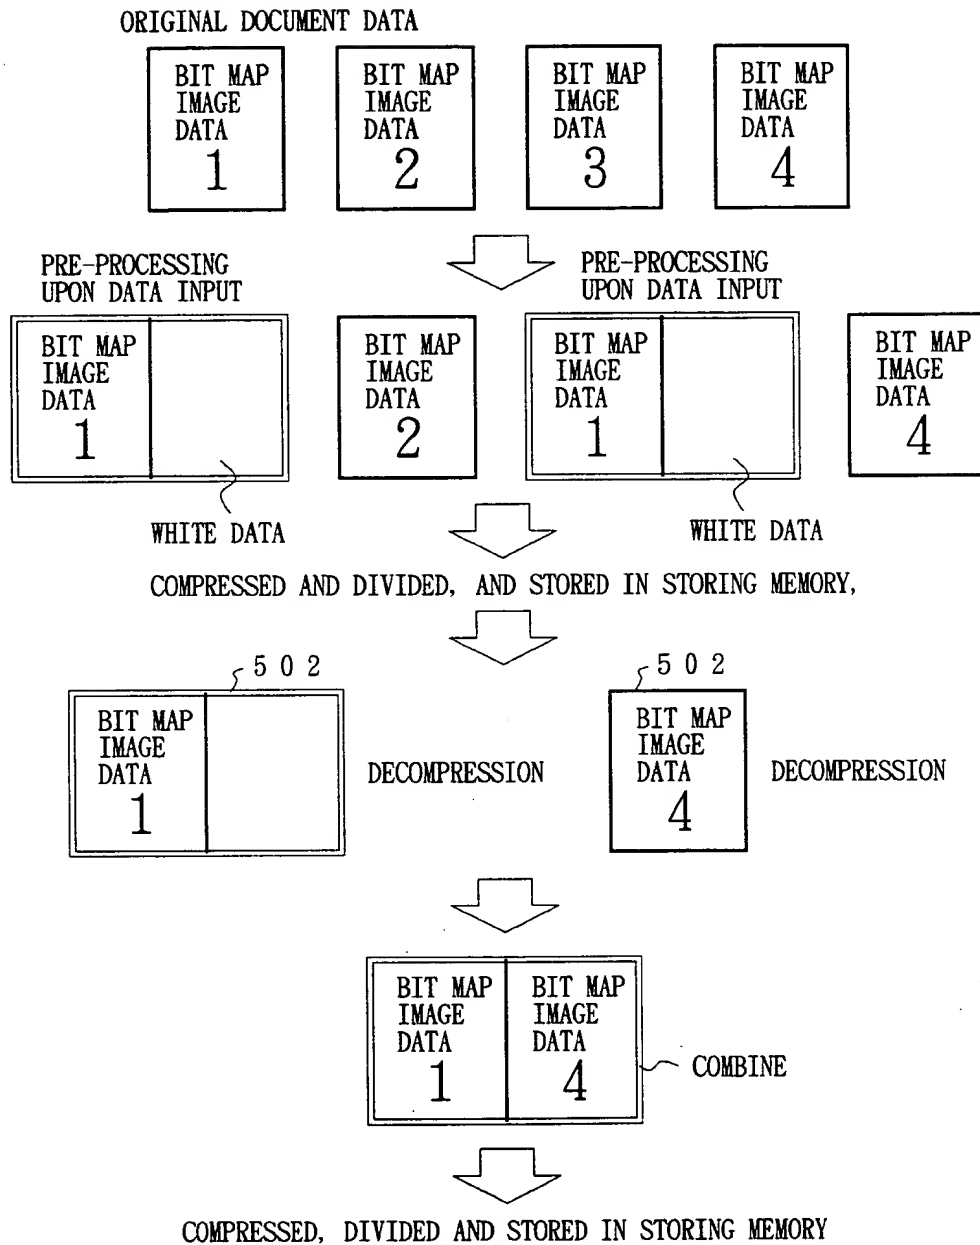 ORIGINAL DOCUMENT DATA
BIT MAP
IMAGE
DATA
1
BIT MAP
IMAGE
DATA
2
BIT MAP
IMAGE
DATA
3
BIT MAP
IMAGE
DATA
4
PRE-PROCESSING
UPON DATA INPUT
PRE-PROCESSING
UPON DATA INPUT
BIT MAP
IMAGE
DATA
1
BIT MAP
IMAGE
DATA
2
BIT MAP
IMAGE
DATA
1
BIT MAP
IMAGE
DATA
4
WHITE DATA
WHITE DATA
COMPRESSED AND DIVIDED, AND STORED IN STORING MEMORY,
502
502
BIT MAP
IMAGE
DATA
1
DECOMPRESSION
BIT MAP
IMAGE
DATA
4
DECOMPRESSION
BIT MAP
IMAGE
DATA
1
BIT MAP
IMAGE
DATA
4
COMBINE
COMPRESSED, DIVIDED AND STORED IN STORING MEMORY